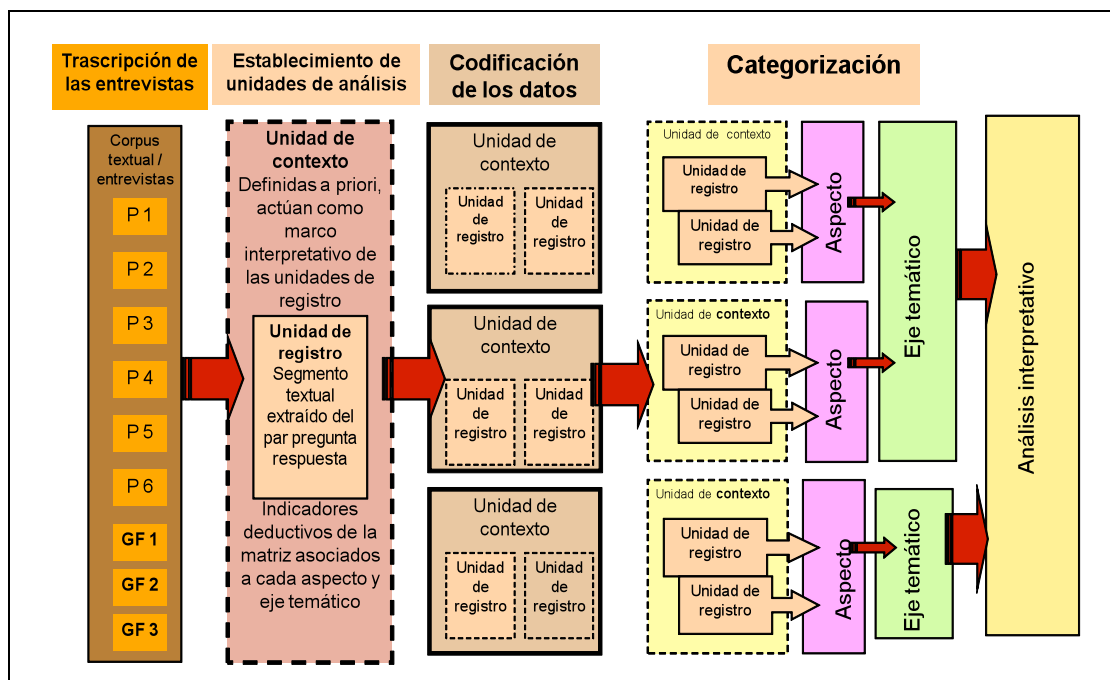 Trascripción de
las entrevistas
Establecimiento de
unidades de análisis
Codificación
de los datos
Categorización
Corpus
textual /
entrevistas
P 1
P 2
P 3
P 4
P 5
P 6
GF 1
GF 2
GF 3
Unidad de
contexto
Definidas a priori,
actúan como
marco
interpretativo de
las unidades de
registro
Unidad de
registro
Segmento
textual
extraído del
par pregunta
respuesta
Indicadores
deductivos de la
matriz asociados
a cada aspecto y
eje temático
Unidad de
contexto
Unidad
de
registro
Unidad
de
registro
Unidad de
contexto
Unidad
de
registro
Unidad
de
registro
Unidad de
contexto
Unidad
de
registro
Unidad
de
registro
Unidad de contexto
Unidad de
registro
Unidad de
registro
Aspecto
Unidad de contexto
Unidad de
registro
Unidad de
registro
Aspecto
Eje temático
Unidad de contexto
Unidad de
registro
Unidad de
registro
Aspecto
Eje temático
Análisis interpretativo